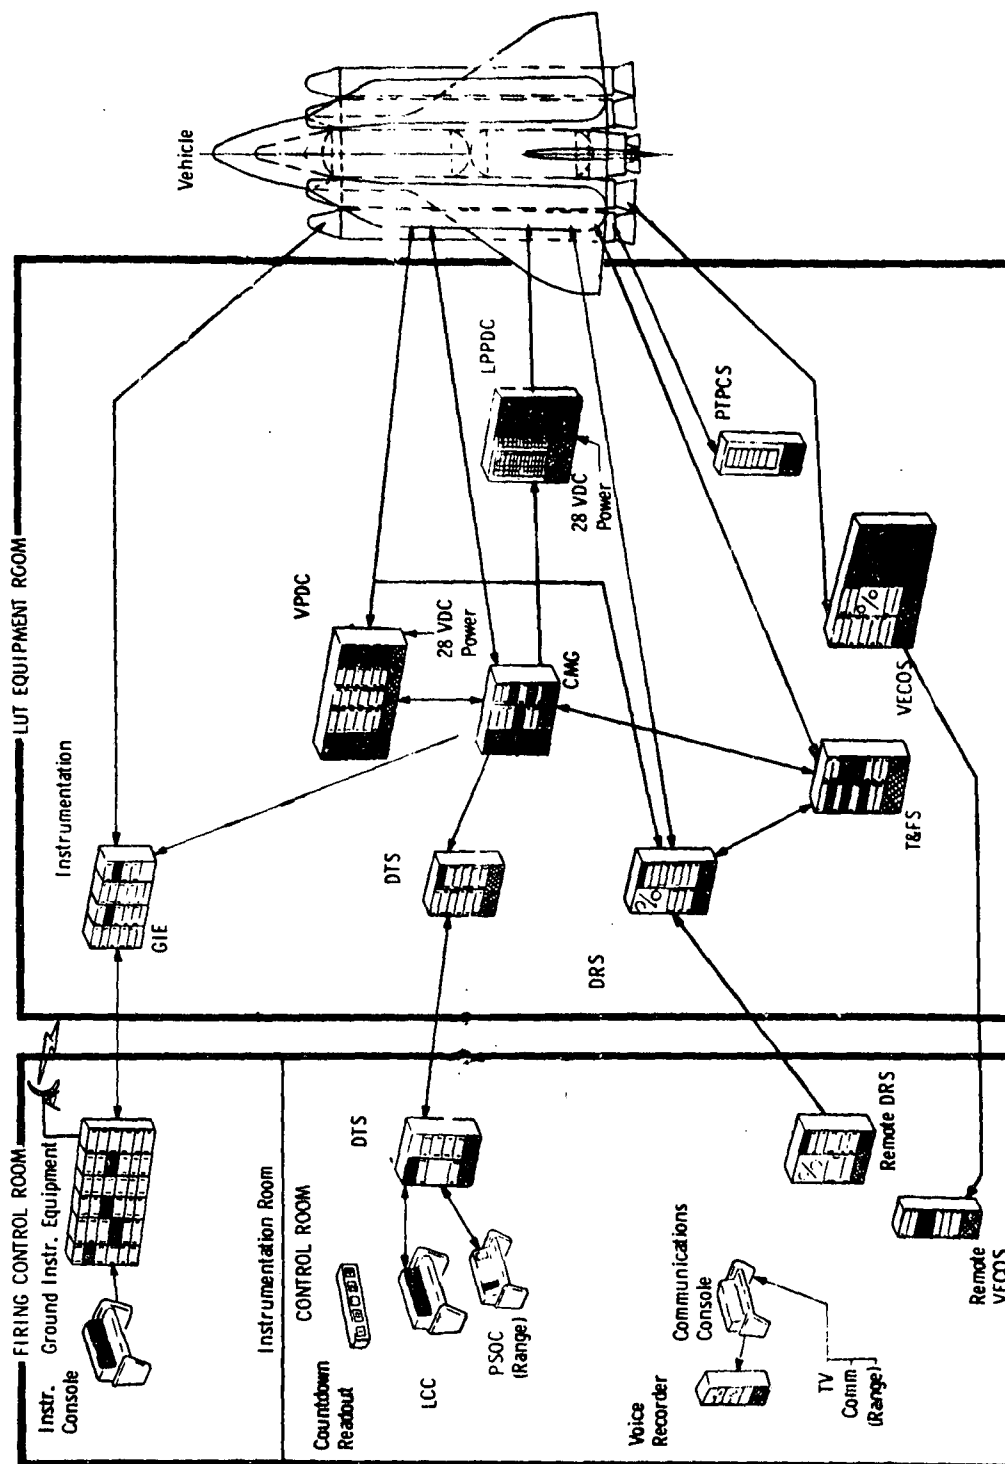 FIRING CONTROL ROOM
LUT EQUIPMENT ROOM
Instr.
Console
Ground Instr. Equipment
Instrumentation
GIE
Vehicle
Instrumentation Room
CONTROL ROOM
Countdown
Readout
LCC
PSOC
(Range)
DTS
DTS
VPDC
28 VDC
Power
CMG
LPPDC
28 VDC
Power
Voice
Recorder
Communications
Console
TV
Comm
(Range)
Remote DRS
DRS
T&FS
PTPCS
VECOS
Remote
VECOS